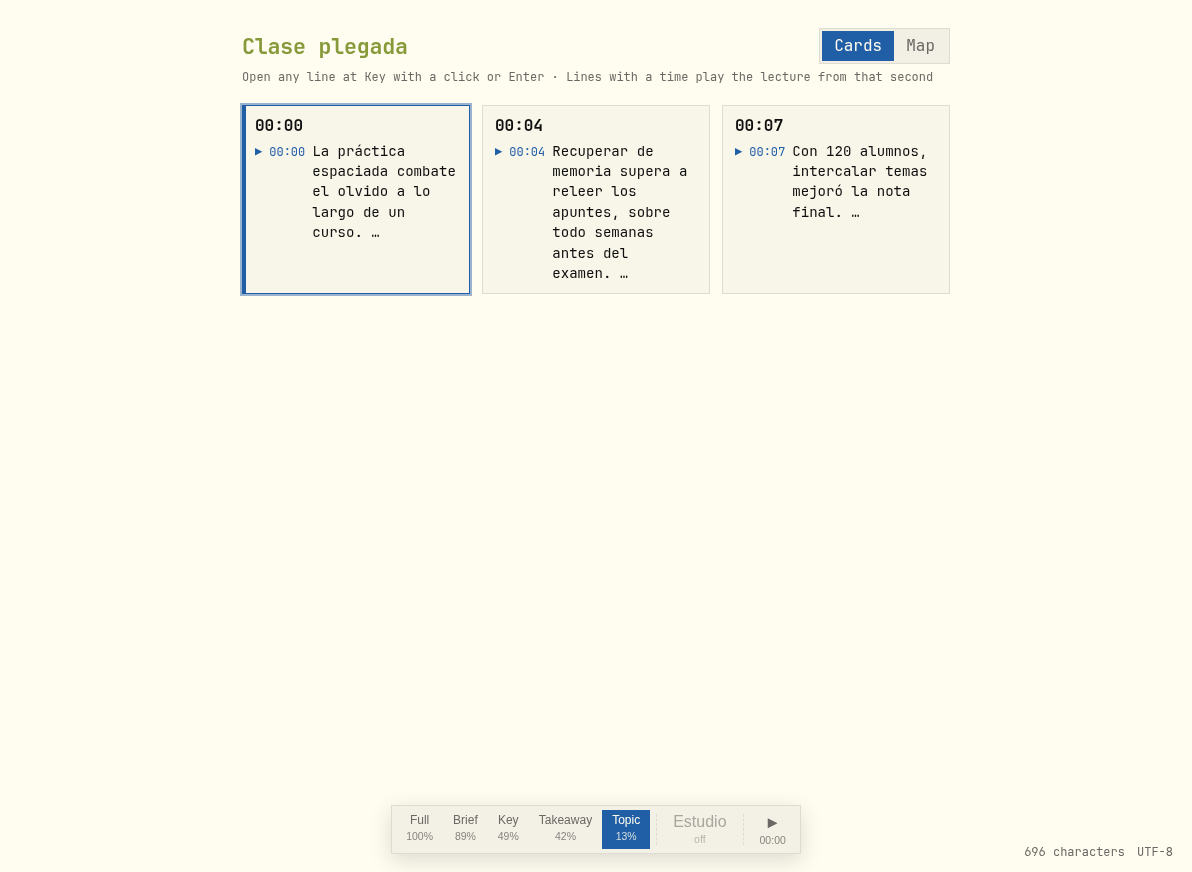 Clase plegada
Cards Map
Open any line at Key with a click or Enter · Lines with a time play the lecture from that second
00:00
▶ 00:00 La práctica
espaciada combate
el olvido a lo
largo de un
curso. …
00:04
▶ 00:04 Recuperar de
memoria supera a
releer los
apuntes, sobre
todo semanas
antes del
examen. …
00:07
▶ 00:07 Con 120 alumnos,
intercalar temas
mejoró la nota
final. …
Full Brief Key Takeaway Topic Estudio ▶
100% 89% 49% 42% 13% off 00:00
696 characters UTF-8